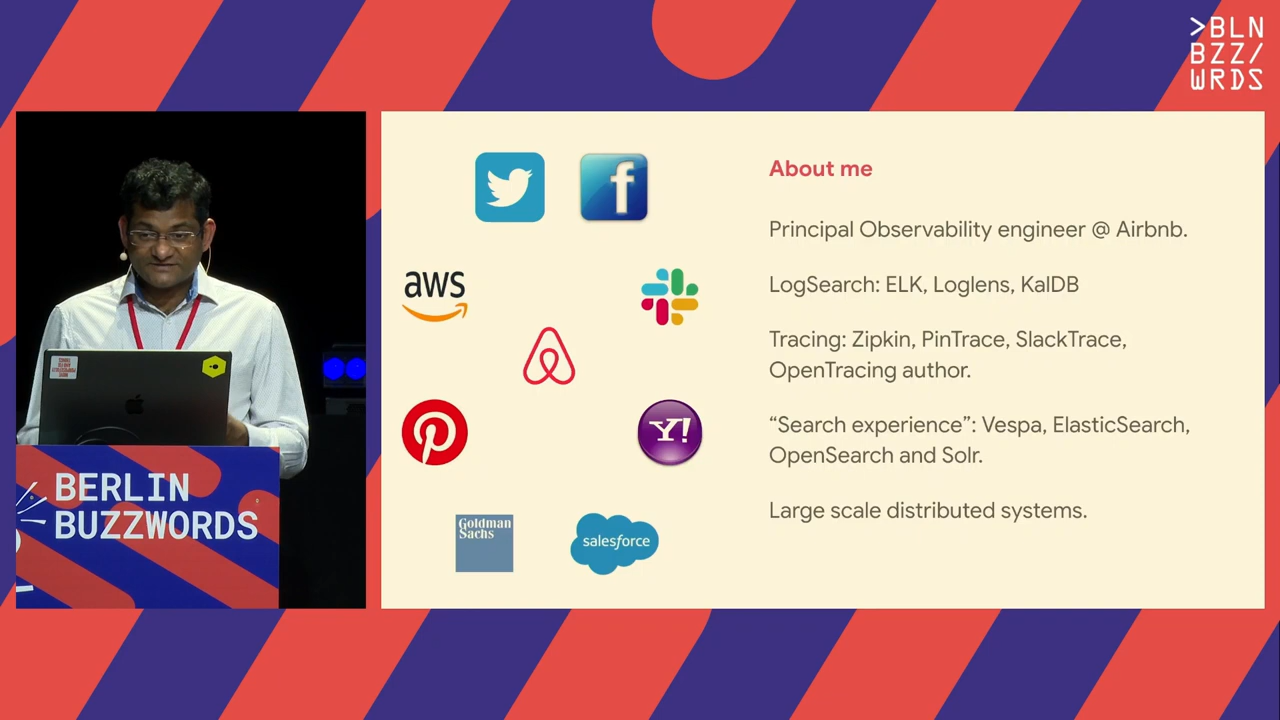 >BLN
BZZ/
WRDS
About me
Principal Observability engineer @ Airbnb.
LogSearch: ELK, Loglens, KalDB
Tracing: Zipkin, PinTrace, SlackTrace,
OpenTracing author.
“Search experience”: Vespa, ElasticSearch,
OpenSearch and Solr.
Large scale distributed systems.
f
aws
Y!
Goldman
Sachs
salesforce
BERLIN
BUZZWORDS